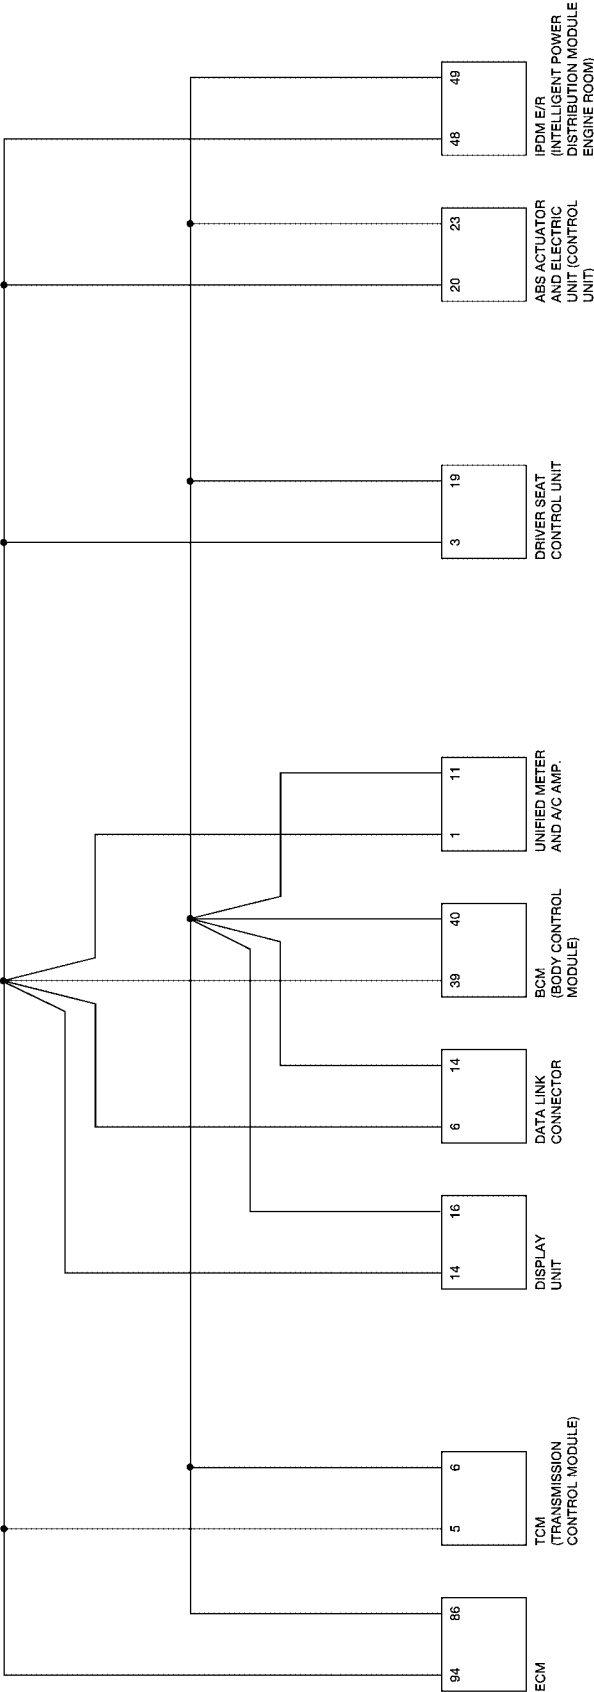 94
86
ECM
5
6
TCM
(TRANSMISSION
CONTROL MODULE)
14
16
DISPLAY
UNIT
6
14
DATA LINK
CONNECTOR
39
40
BCM
(BODY CONTROL
MODULE)
1
11
UNIFIED METER
AND A/C AMP.
3
19
DRIVER SEAT
CONTROL UNIT
20
23
ABS ACTUATOR
AND ELECTRIC
UNIT (CONTROL
UNIT)
48
49
IPDM E/R
(INTELLIGENT POWER
DISTRIBUTION MODULE
ENGINE ROOM)